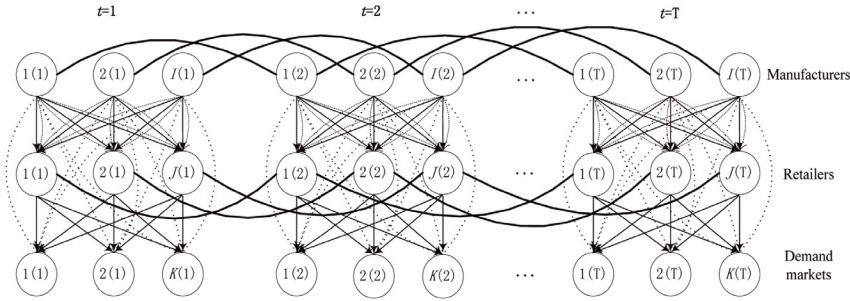 t=1 t=2 ... t=T
1(1) 2(1) I(1) 1(2) 2(2) I(2) ... 1(T) 2(T) I(T) Manufacturers
1(1) 2(1) J(1) 1(2) 2(2) J(2) ... 1(T) 2(T) J(T) Retailers
1(1) 2(1) K(1) 1(2) 2(2) K(2) ... 1(T) 2(T) K(T) Demand
markets